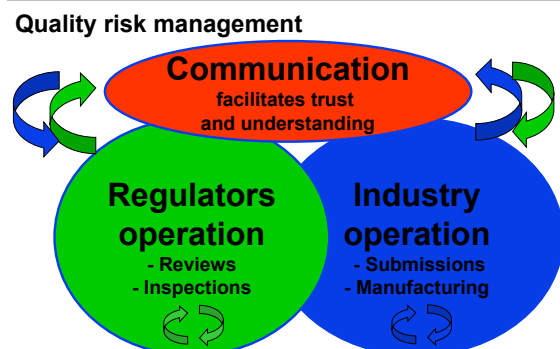 Quality risk management
Communication
facilitates trust
and understanding
Regulators
operation
- Reviews
- Inspections
Industry
operation
- Submissions
- Manufacturing